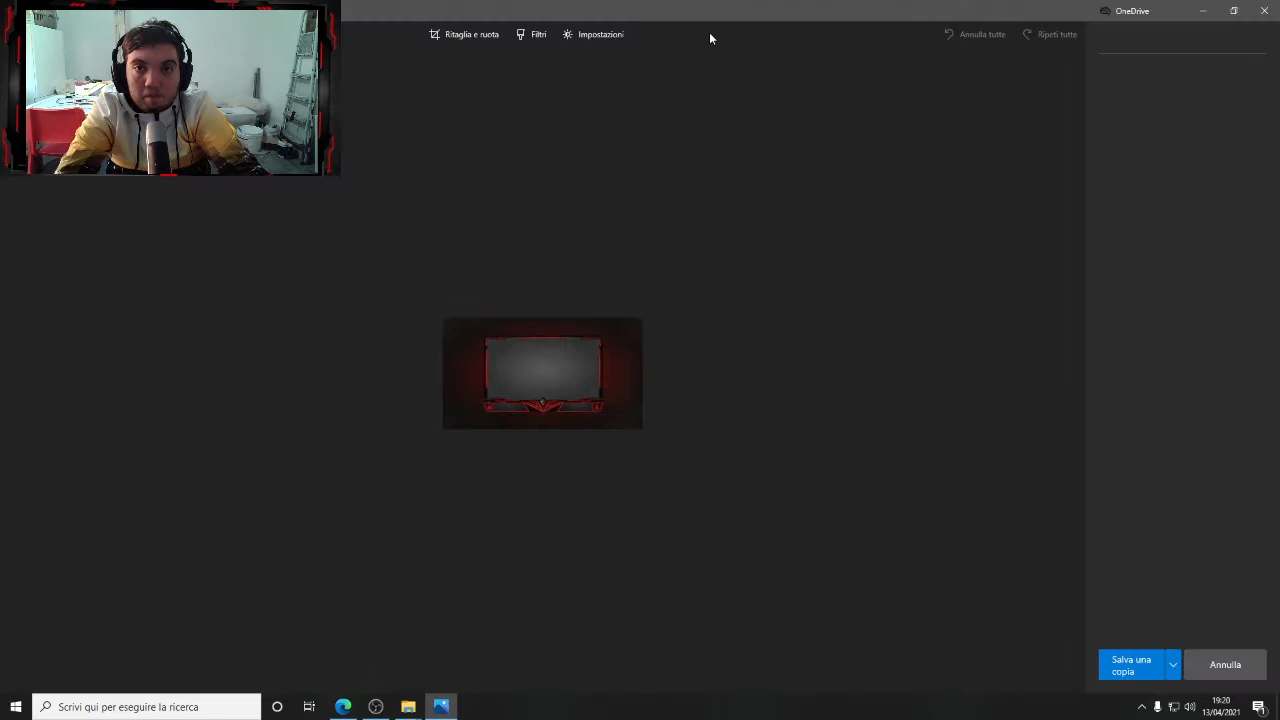 OneDrive
Ritaglia e ruota Filtri Impostazioni Annulla tutte Ripeti tutte
Salva una copia
Annulla
Scrivi qui per eseguire la ricerca
19:20
13/04/2021